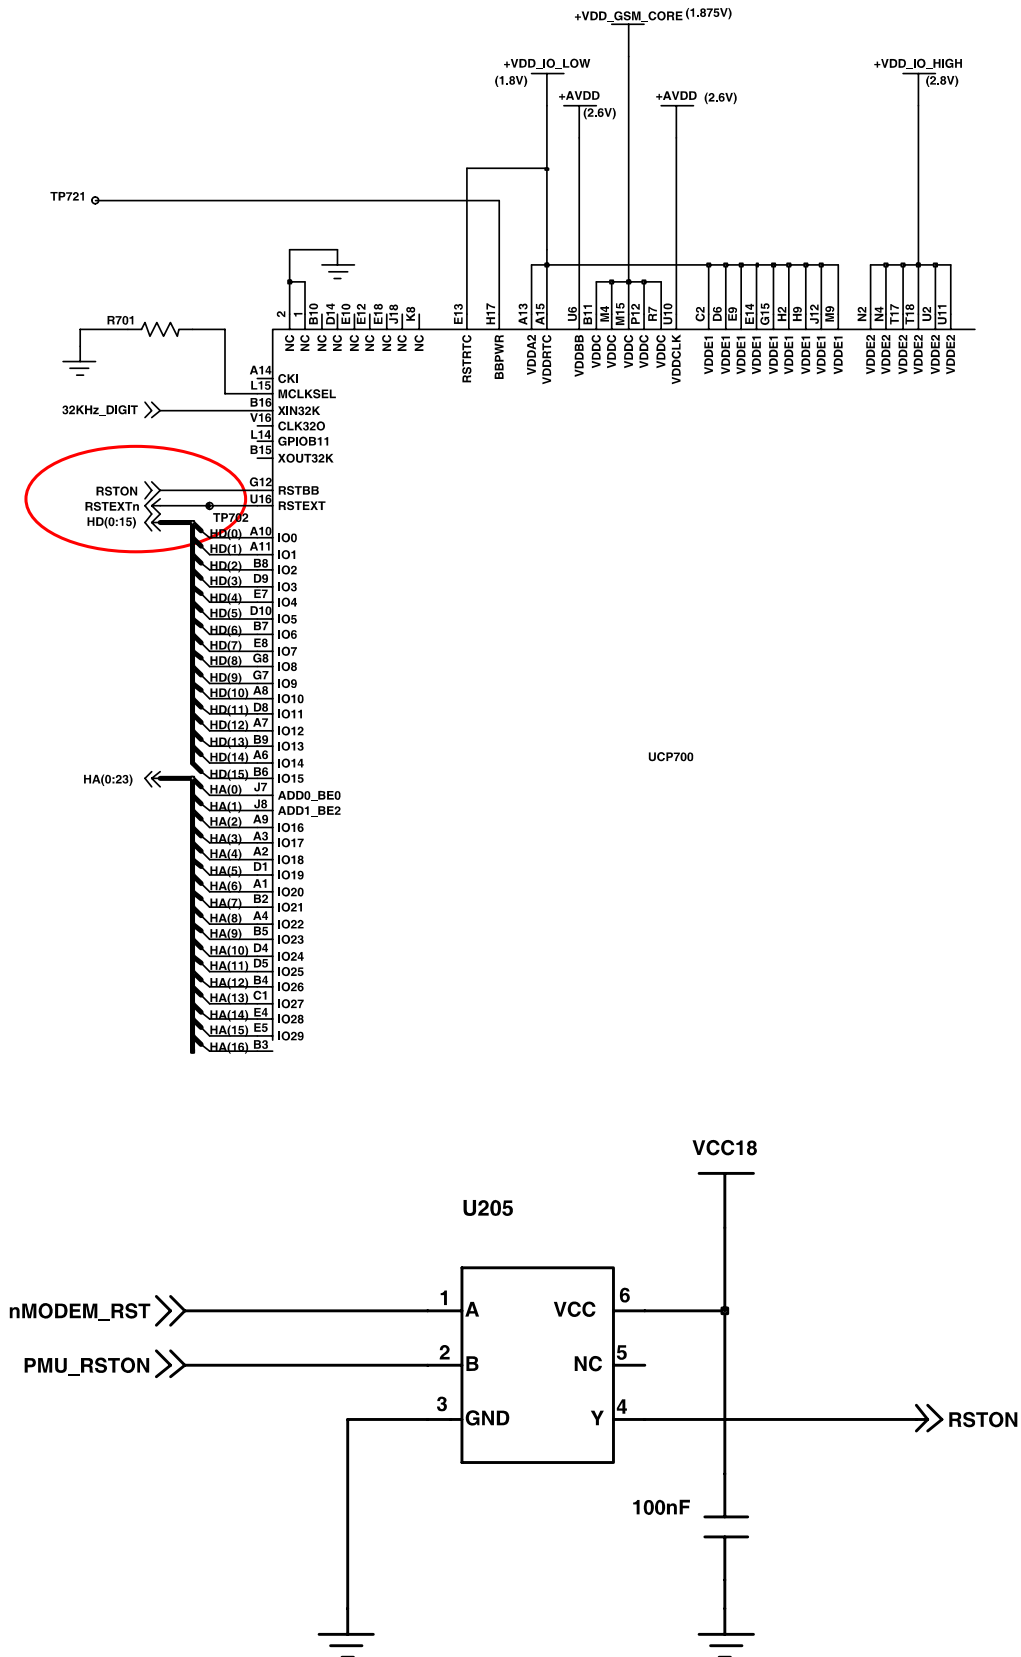 +VDD_GSM_CORE (1.875V)
+VDD_IO_LOW
(1.8V)
+VDD_IO_HIGH
(2.8V)
+AVDD
(2.6V)
+AVDD (2.6V)
TP721
R701
2 1 B10 D14 E10 E12 E18 J18 K8 E13 H17 A13 A15 U6 B11 M4 M15 P12 R7 U10 C2 D6 E9 E14 G15 H2 H9 J12 M9 N2 N4 T17 T18 U2 U11
NC NC NC NC NC NC NC NC NC RSTRTC BBPWR VDDA2 VDDRTC VDDBB VDDC VDDC VDDC VDDC VDDC VDDCLK VDDE1 VDDE1 VDDE1 VDDE1 VDDE1 VDDE1 VDDE1 VDDE1 VDDE1 VDDE2 VDDE2 VDDE2 VDDE2 VDDE2 VDDE2
A14 CKI
L15 MCLKSEL
32KHz_DIGIT B16 XIN32K
V16 CLK32O
L14 GPIOB11
B15 XOUT32K
RSTON G12 RSTBB
RSTEXTn U16 RSTEXT
HD(0:15) TP702
HD(0) A10 IO0
HD(1) A11 IO1
HD(2) B8 IO2
HD(3) D9 IO3
HD(4) E7 IO4
HD(5) D10 IO5
HD(6) B7 IO6
HD(7) E8 IO7
HD(8) G8 IO8
HD(9) G7 IO9
HD(10) A8 IO10
HD(11) D8 IO11
HD(12) A7 IO12
HD(13) B9 IO13
HD(14) A6 IO14
HD(15) B6 IO15
UCP700
HA(0:23)
HA(0) J7 ADD0_BE0
HA(1) J8 ADD1_BE2
HA(2) A9 IO16
HA(3) A3 IO17
HA(4) A2 IO18
HA(5) D1 IO19
HA(6) A1 IO20
HA(7) B2 IO21
HA(8) A4 IO22
HA(9) B5 IO23
HA(10) D4 IO24
HA(11) D5 IO25
HA(12) B4 IO26
HA(13) C1 IO27
HA(14) E4 IO28
HA(15) E5 IO29
HA(16) B3
VCC18
U205
nMODEM_RST 1 A VCC 6
PMU_RSTON 2 B NC 5
3 GND Y 4 RSTON
100nF